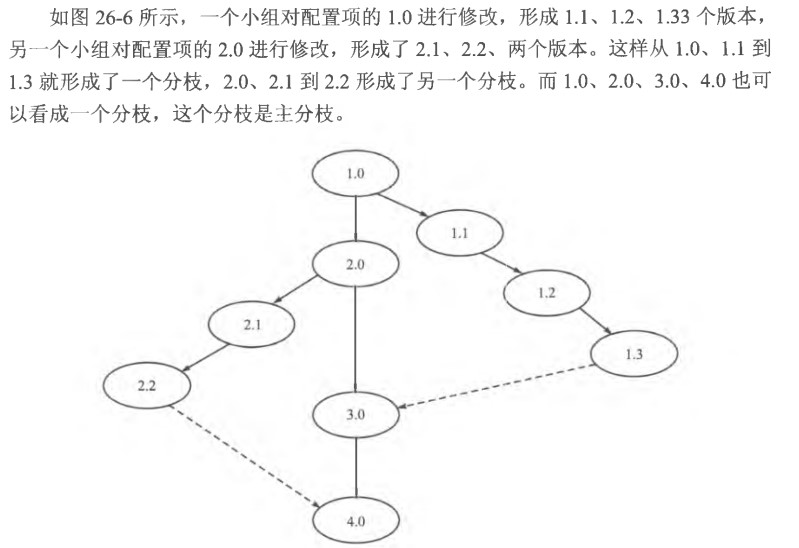 如图 26-6 所示，一个小组对配置项的 1.0 进行修改，形成 1.1、1.2、1.33 个版本，
另一个小组对配置项的 2.0 进行修改，形成了 2.1、2.2、两个版本。这样从 1.0、1.1 到
1.3 就形成了一个分枝，2.0、2.1 到 2.2 形成了另一个分枝。而 1.0、2.0、3.0、4.0 也可
以看成一个分枝，这个分枝是主分枝。
1.0
1.1
2.0
1.2
2.1
1.3
2.2
3.0
4.0